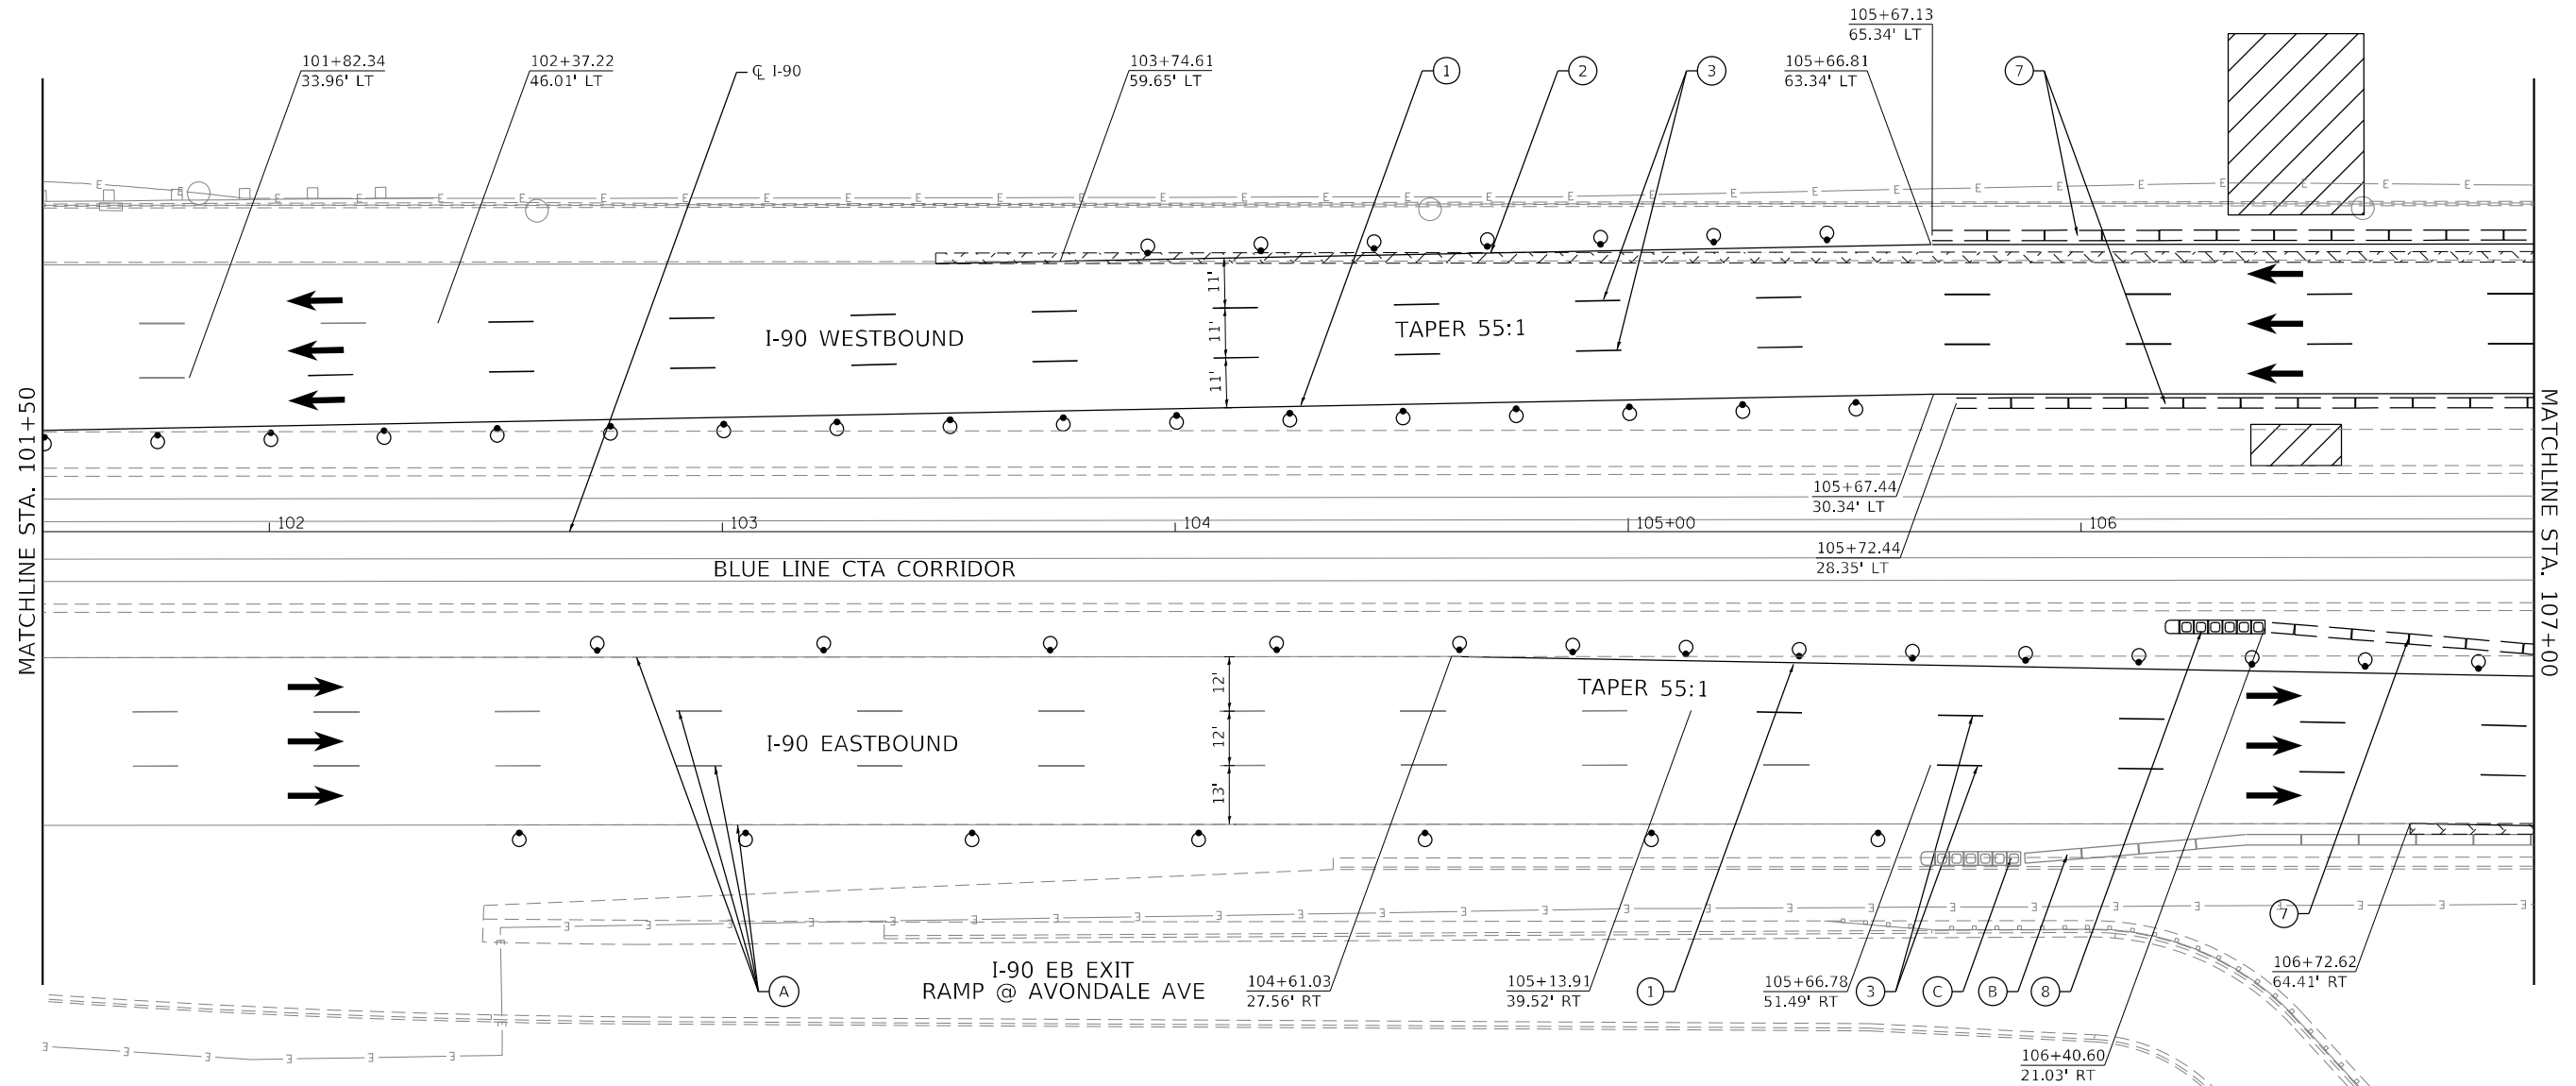 105+67.13
65.34' LT
101+82.34
33.96' LT
102+37.22
46.01' LT
℄ I-90
103+74.61
59.65' LT
1
2
3
105+66.81
63.34' LT
7
E E E E E E E E E E E E E E E E E E E E E E E E E E E E E E
11'
11'
11'
I-90 WESTBOUND
TAPER 55:1
MATCHLINE STA. 101+50
MATCHLINE STA. 107+00
105+67.44
30.34' LT
102
103
104
105+00
106
105+72.44
28.35' LT
BLUE LINE CTA CORRIDOR
12'
12'
13'
TAPER 55:1
I-90 EASTBOUND
7
I-90 EB EXIT
RAMP @ AVONDALE AVE
A
104+61.03
27.56' RT
105+13.91
39.52' RT
1
105+66.78
51.49' RT
3
C
B
8
106+72.62
64.41' RT
106+40.60
21.03' RT